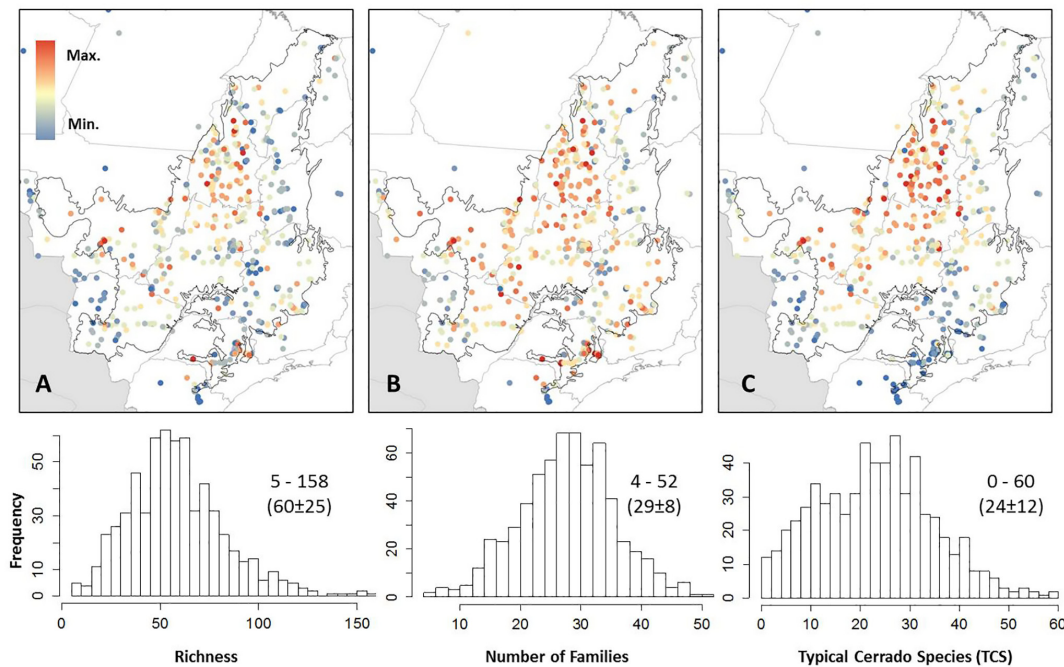 Max.
Min.
A
B
C
5 - 158
(60±25)
4 - 52
(29±8)
0 - 60
(24±12)
Frequency
0 10 30 50
0 50 100 150
Richness
0 20 40 60
10 20 30 40 50
Number of Families
0 10 20 30 40
0 10 20 30 40 50 60
Typical Cerrado Species (TCS)